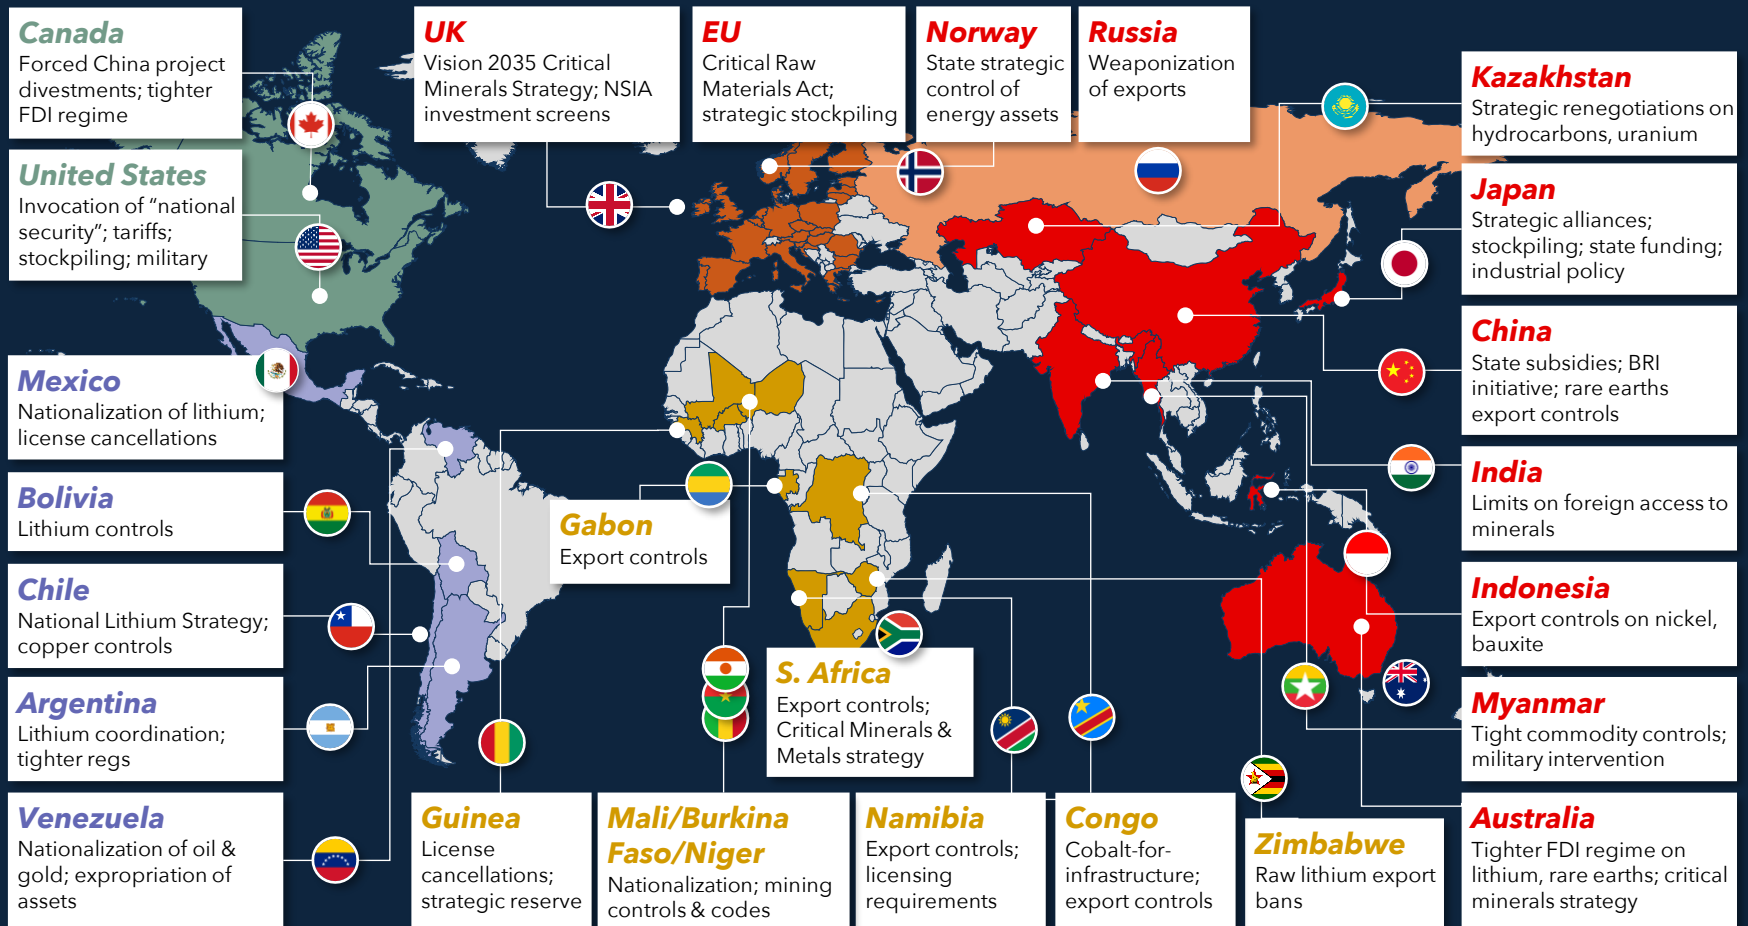 Canada
Forced China project
divestments; tighter
FDI regime
United States
Invocation of “national
security”; tariffs;
stockpiling; military
UK
Vision 2035 Critical
Minerals Strategy; NSIA
investment screens
EU
Critical Raw
Materials Act;
strategic stockpiling
Norway
State strategic
control of
energy assets
Russia
Weaponization
of exports
Kazakhstan
Strategic renegotiations on
hydrocarbons, uranium
Japan
Strategic alliances;
stockpiling; state funding;
industrial policy
China
State subsidies; BRI
initiative; rare earths
export controls
India
Limits on foreign access to
minerals
Indonesia
Export controls on nickel,
bauxite
Myanmar
Tight commodity controls;
military intervention
Australia
Tighter FDI regime on
lithium, rare earths; critical
minerals strategy
Mexico
Nationalization of lithium;
license cancellations
Bolivia
Lithium controls
Chile
National Lithium Strategy;
copper controls
Argentina
Lithium coordination;
tighter regs
Venezuela
Nationalization of oil &
gold; expropriation of
assets
Gabon
Export controls
S. Africa
Export controls;
Critical Minerals &
Metals strategy
Guinea
License
cancellations;
strategic reserve
Mali/Burkina
Faso/Niger
Nationalization; mining
controls & codes
Namibia
Export controls;
licensing
requirements
Congo
Cobalt-for-
infrastructure;
export controls
Zimbabwe
Raw lithium export
bans